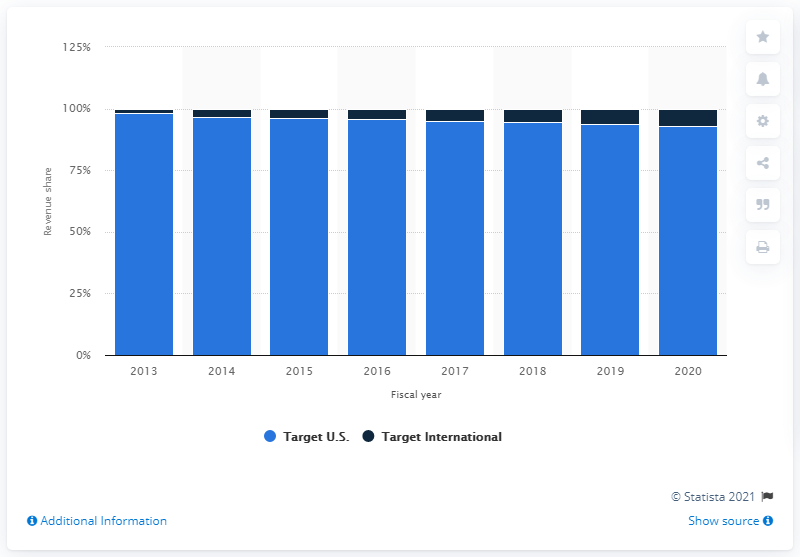 125%
100%
75%
50%
25%
0%
Revenue share
2013 2014 2015 2016 2017 2018 2019 2020
Fiscal year
Target U.S. Target International
© Statista 2021
Additional Information Show source